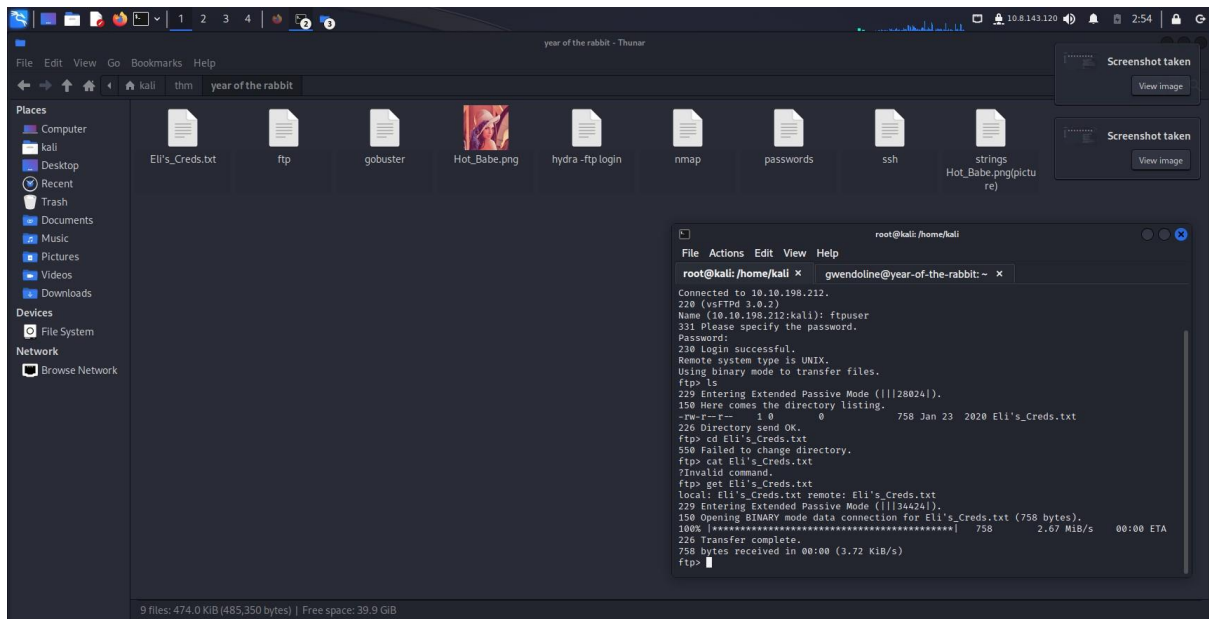 1 2 3 4
2
3
10.8.143.120
2:54
year of the rabbit - Thunar
File Edit View Go Bookmarks Help
kali thm year of the rabbit
Screenshot taken
View image
Screenshot taken
View image
Places
Computer
kali
Desktop
Recent
Trash
Documents
Music
Pictures
Videos
Downloads
Devices
File System
Network
Browse Network
Eli's_Creds.txt
ftp
gobuster
Hot_Babe.png
hydra -ftp login
nmap
passwords
ssh
strings
Hot_Babe.png(pictu
re)
root@kali: /home/kali
File Actions Edit View Help
root@kali: /home/kali × gwendoline@year-of-the-rabbit: ~ ×
Connected to 10.10.198.212.
220 (vsFTPd 3.0.2)
Name (10.10.198.212:kali): ftpuser
331 Please specify the password.
Password:
230 Login successful.
Remote system type is UNIX.
Using binary mode to transfer files.
ftp> ls
229 Entering Extended Passive Mode (|||28024|).
150 Here comes the directory listing.
-rw-r--r-- 1 0 0 758 Jan 23 2020 Eli's_Creds.txt
226 Directory send OK.
ftp> cd Eli's_Creds.txt
550 Failed to change directory.
ftp> cat Eli's_Creds.txt
?Invalid command.
ftp> get Eli's_Creds.txt
local: Eli's_Creds.txt remote: Eli's_Creds.txt
229 Entering Extended Passive Mode (|||34424|).
150 Opening BINARY mode data connection for Eli's_Creds.txt (758 bytes).
100% |*******************************************| 758 2.67 MiB/s 00:00 ETA
226 Transfer complete.
758 bytes received in 00:00 (3.72 KiB/s)
ftp>
9 files: 474.0 KiB (485,350 bytes) | Free space: 39.9 GiB